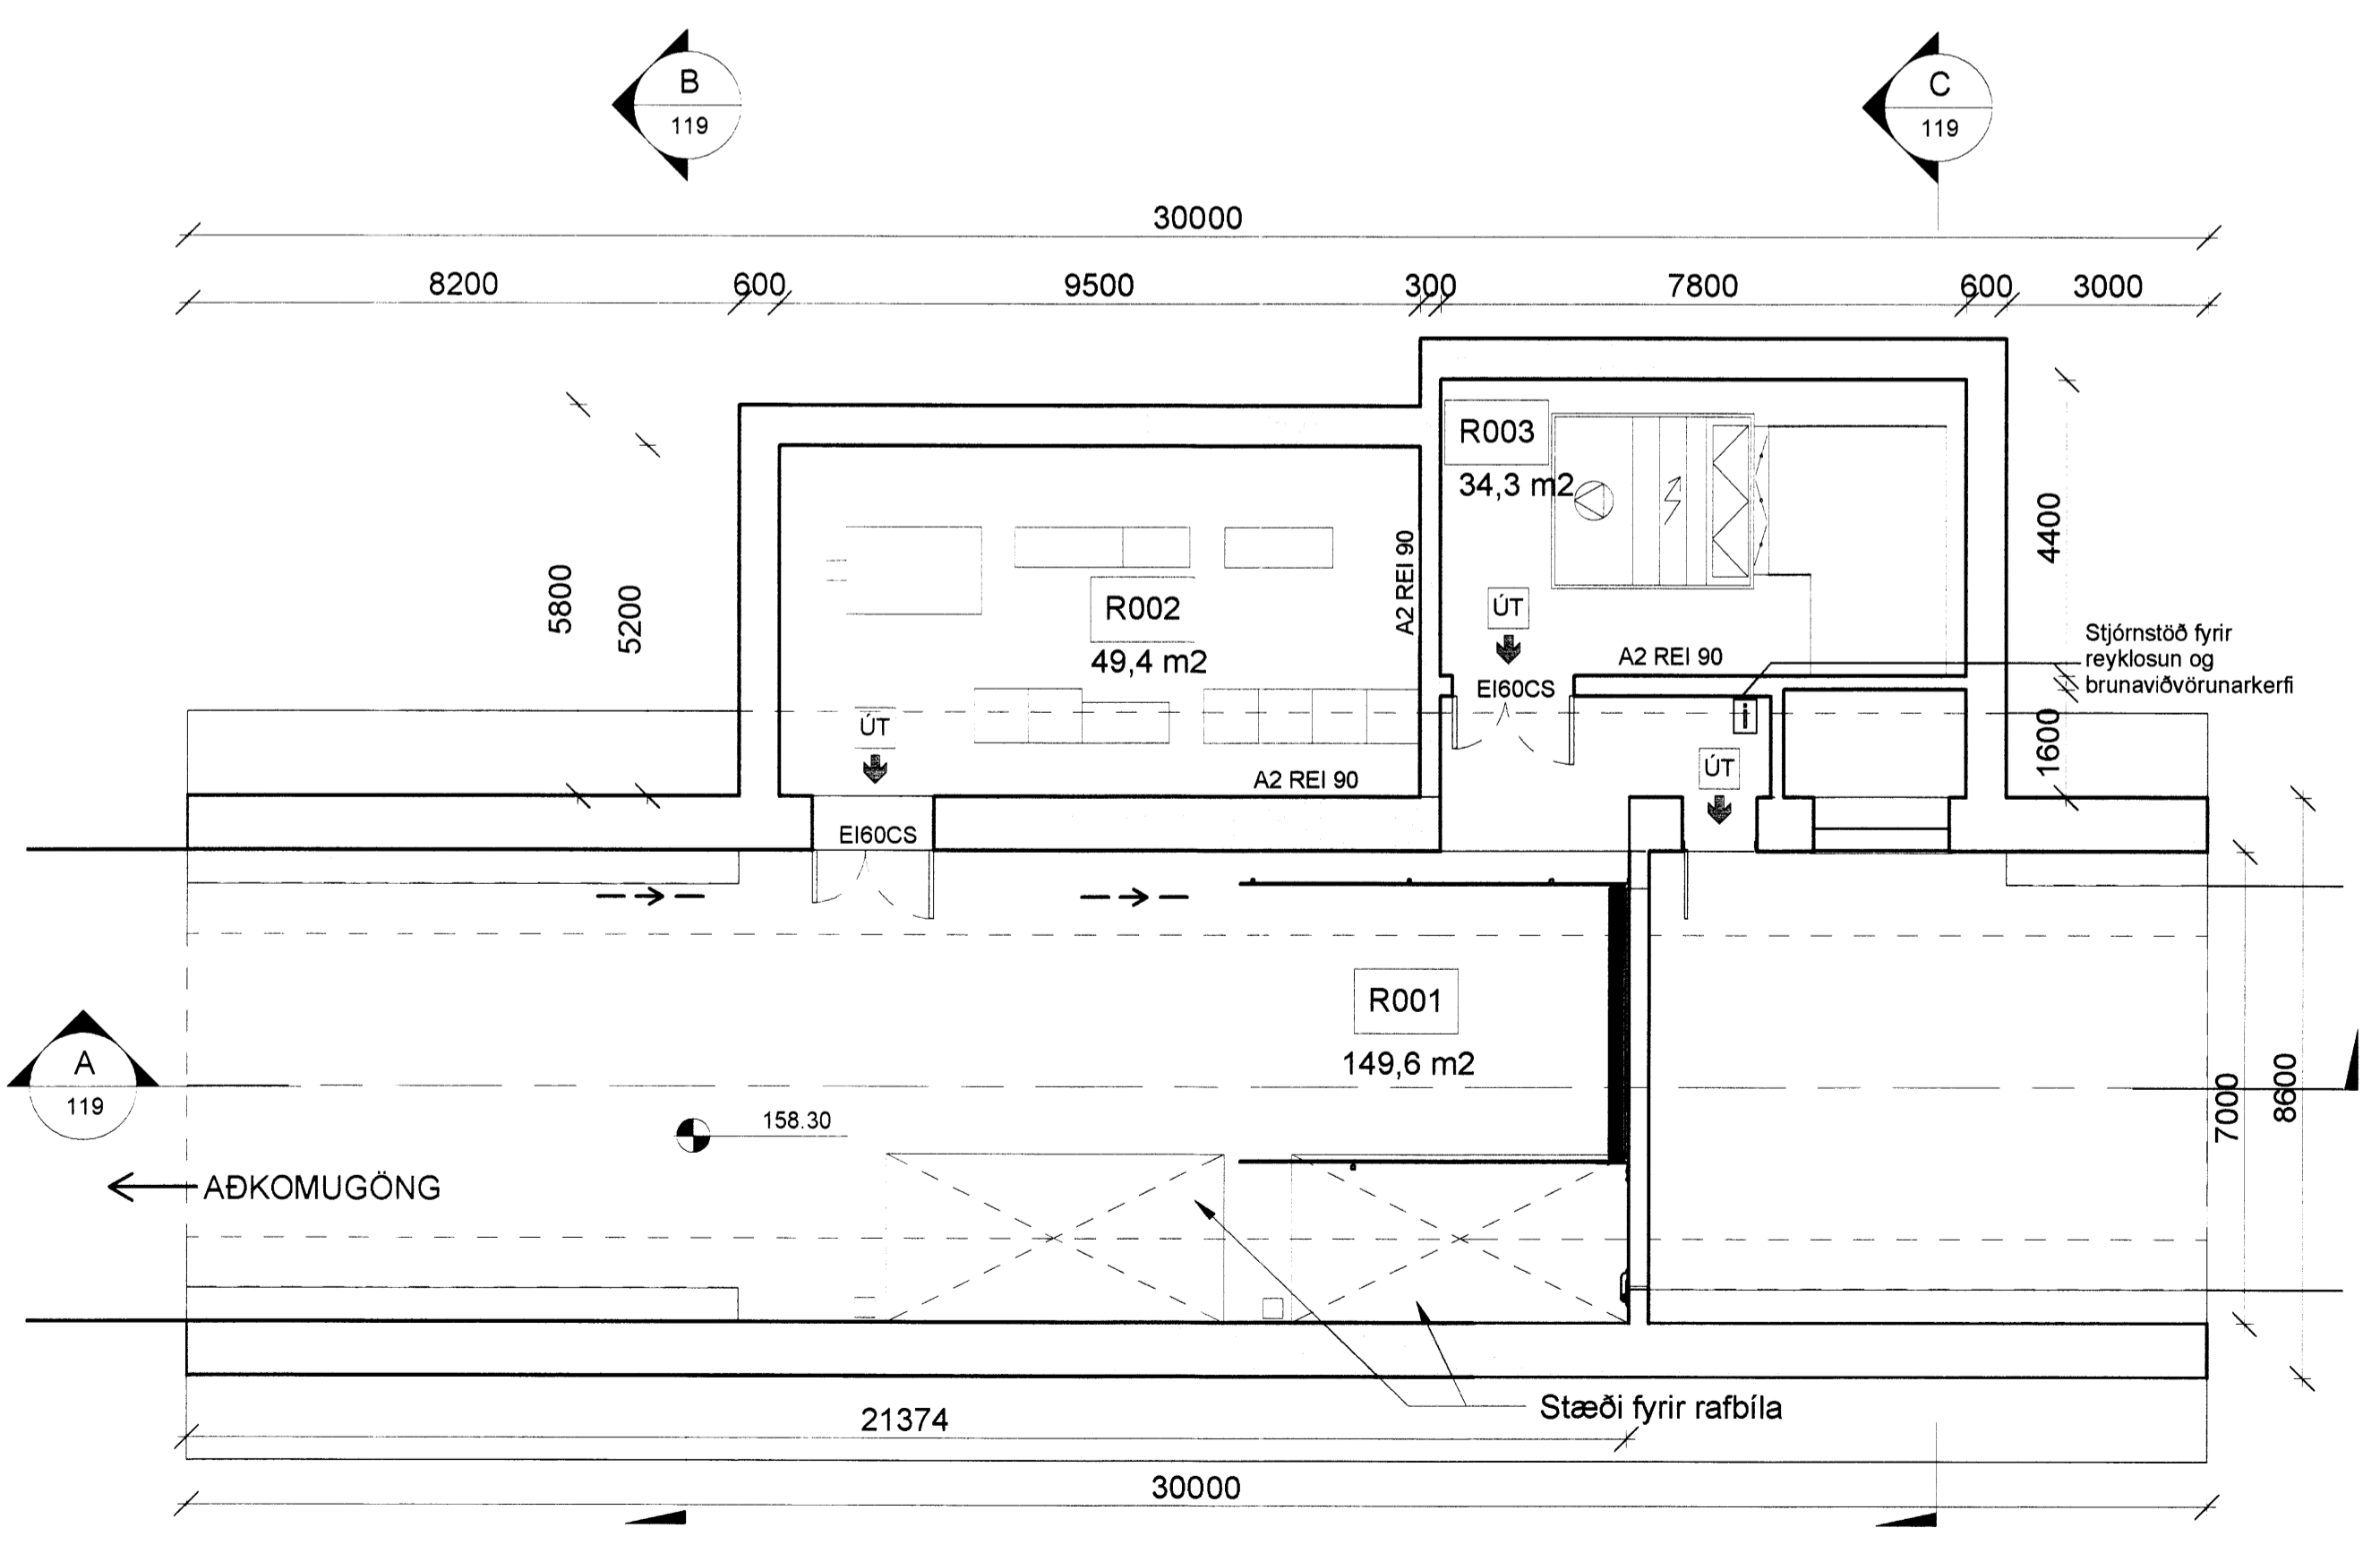 B
119
C
119
30000
8200
600
9500
300
7800
600
3000
R003
34,3 m2
4400
5800
5200
A2 REI 90
R002
49,4 m2
ÚT
A2 REI 90
EI60CS
Stjórnstöð fyrir
reyklosun og
brunaviðvörunarkerfi
i
1600
ÚT
ÚT
A2 REI 90
EI60CS
R001
149,6 m2
A
119
158.30
7000
8600
AÐKOMUGÖNG
Stæði fyrir rafbíla
21374
30000